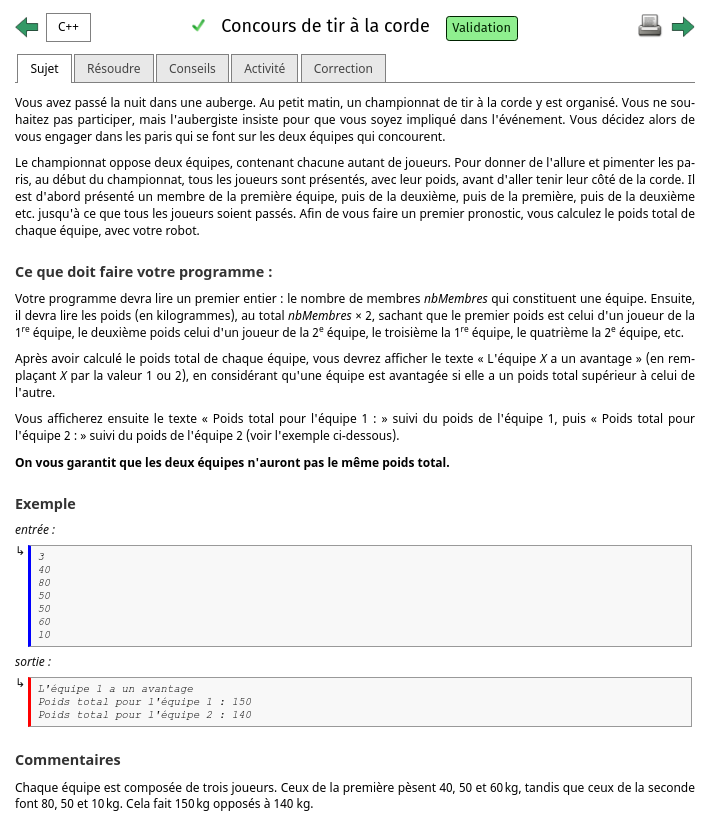 C++
Concours de tir à la corde
Validation
Sujet
Résoudre
Conseils
Activité
Correction
Vous avez passé la nuit dans une auberge. Au petit matin, un championnat de tir à la corde y est organisé. Vous ne sou-
haitez pas participer, mais l'aubergiste insiste pour que vous soyez impliqué dans l'événement. Vous décidez alors de
vous engager dans les paris qui se font sur les deux équipes qui concourent.
Le championnat oppose deux équipes, contenant chacune autant de joueurs. Pour donner de l'allure et pimenter les pa-
ris, au début du championnat, tous les joueurs sont présentés, avec leur poids, avant d'aller tenir leur côté de la corde. Il
est d'abord présenté un membre de la première équipe, puis de la deuxième, puis de la première, puis de la deuxième
etc. jusqu'à ce que tous les joueurs soient passés. Afin de vous faire un premier pronostic, vous calculez le poids total de
chaque équipe, avec votre robot.
Ce que doit faire votre programme :
Votre programme devra lire un premier entier : le nombre de membres nbMembres qui constituent une équipe. Ensuite,
il devra lire les poids (en kilogrammes), au total nbMembres × 2, sachant que le premier poids est celui d'un joueur de la
1re équipe, le deuxième poids celui d'un joueur de la 2e équipe, le troisième la 1re équipe, le quatrième la 2e équipe, etc.
Après avoir calculé le poids total de chaque équipe, vous devrez afficher le texte « L'équipe X a un avantage » (en rem-
plaçant X par la valeur 1 ou 2), en considérant qu'une équipe est avantagée si elle a un poids total supérieur à celui de
l'autre.
Vous afficherez ensuite le texte « Poids total pour l'équipe 1 : » suivi du poids de l'équipe 1, puis « Poids total pour
l'équipe 2 : » suivi du poids de l'équipe 2 (voir l'exemple ci-dessous).
On vous garantit que les deux équipes n'auront pas le même poids total.
Exemple
entrée :
3
40
80
50
50
60
10
sortie :
L'équipe 1 a un avantage
Poids total pour l'équipe 1 : 150
Poids total pour l'équipe 2 : 140
Commentaires
Chaque équipe est composée de trois joueurs. Ceux de la première pèsent 40, 50 et 60 kg, tandis que ceux de la seconde
font 80, 50 et 10 kg. Cela fait 150 kg opposés à 140 kg.